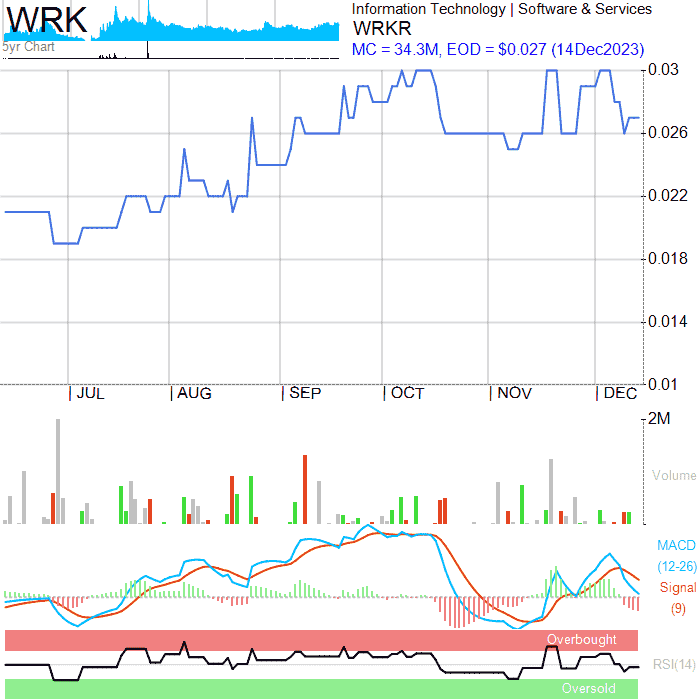 WRK
5yr Chart
Information Technology | Software & Services
WRKR
MC = 34.3M, EOD = $0.027 (14Dec2023)
0.03
0.026
0.022
0.018
0.014
0.01
JUL AUG SEP OCT NOV DEC
2M
Volume
MACD
(12-26)
Signal
(9)
Overbought
RSI(14)
Oversold